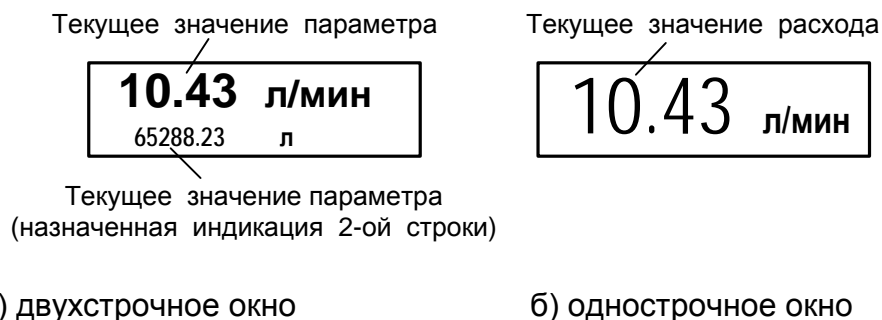 Текущее значение параметра
10.43 л/мин
65288.23 л
Текущее значение параметра
(назначенная индикация 2-ой строки)
) двухстрочное окно
Текущее значение расхода
10.43 л/мин
б) однострочное окно